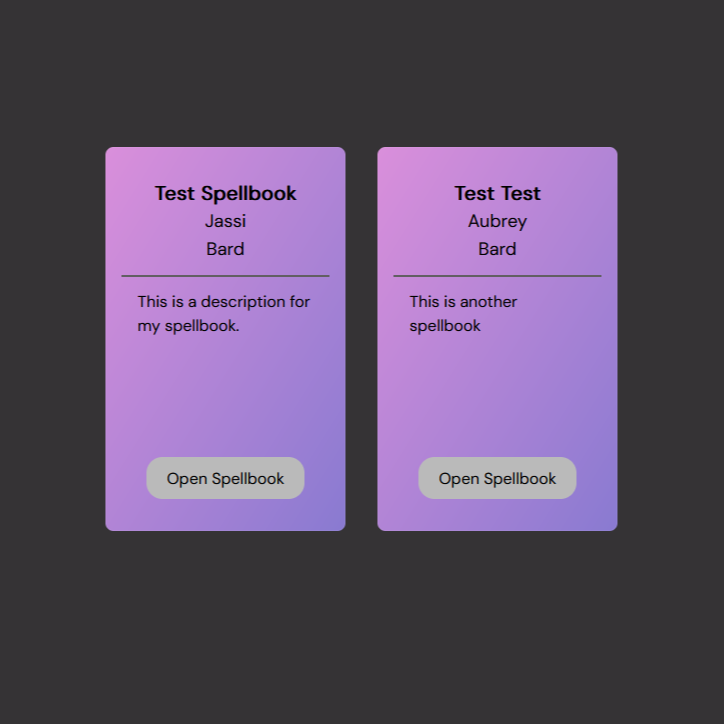 Test Spellbook
Jassi
Bard
This is a description for
my spellbook.
Open Spellbook
Test Test
Aubrey
Bard
This is another
spellbook
Open Spellbook